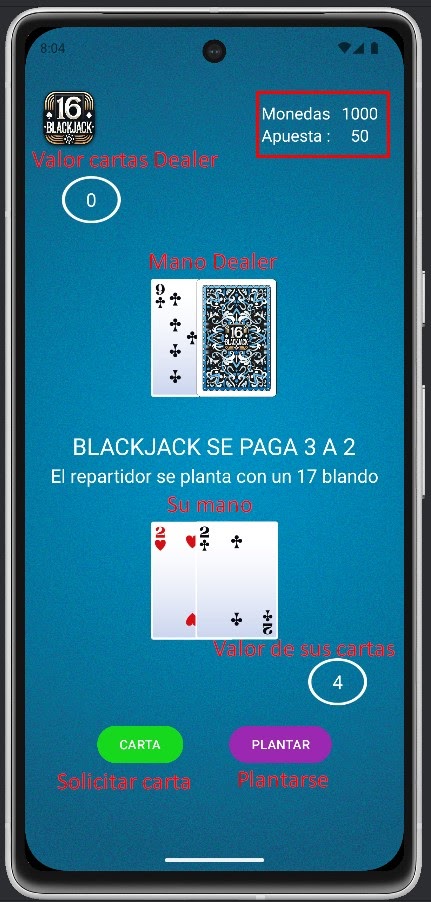 8:04
16
BLACKJACK
Monedas 1000
Apuesta : 50
Valor cartas Dealer
0
Mano Dealer
9
16
BLACKJACK
BLACKJACK SE PAGA 3 A 2
El repartidor se planta con un 17 blando
Su mano
2 2
2
Valor de sus cartas
4
CARTA PLANTAR
Solicitar carta Plantarse